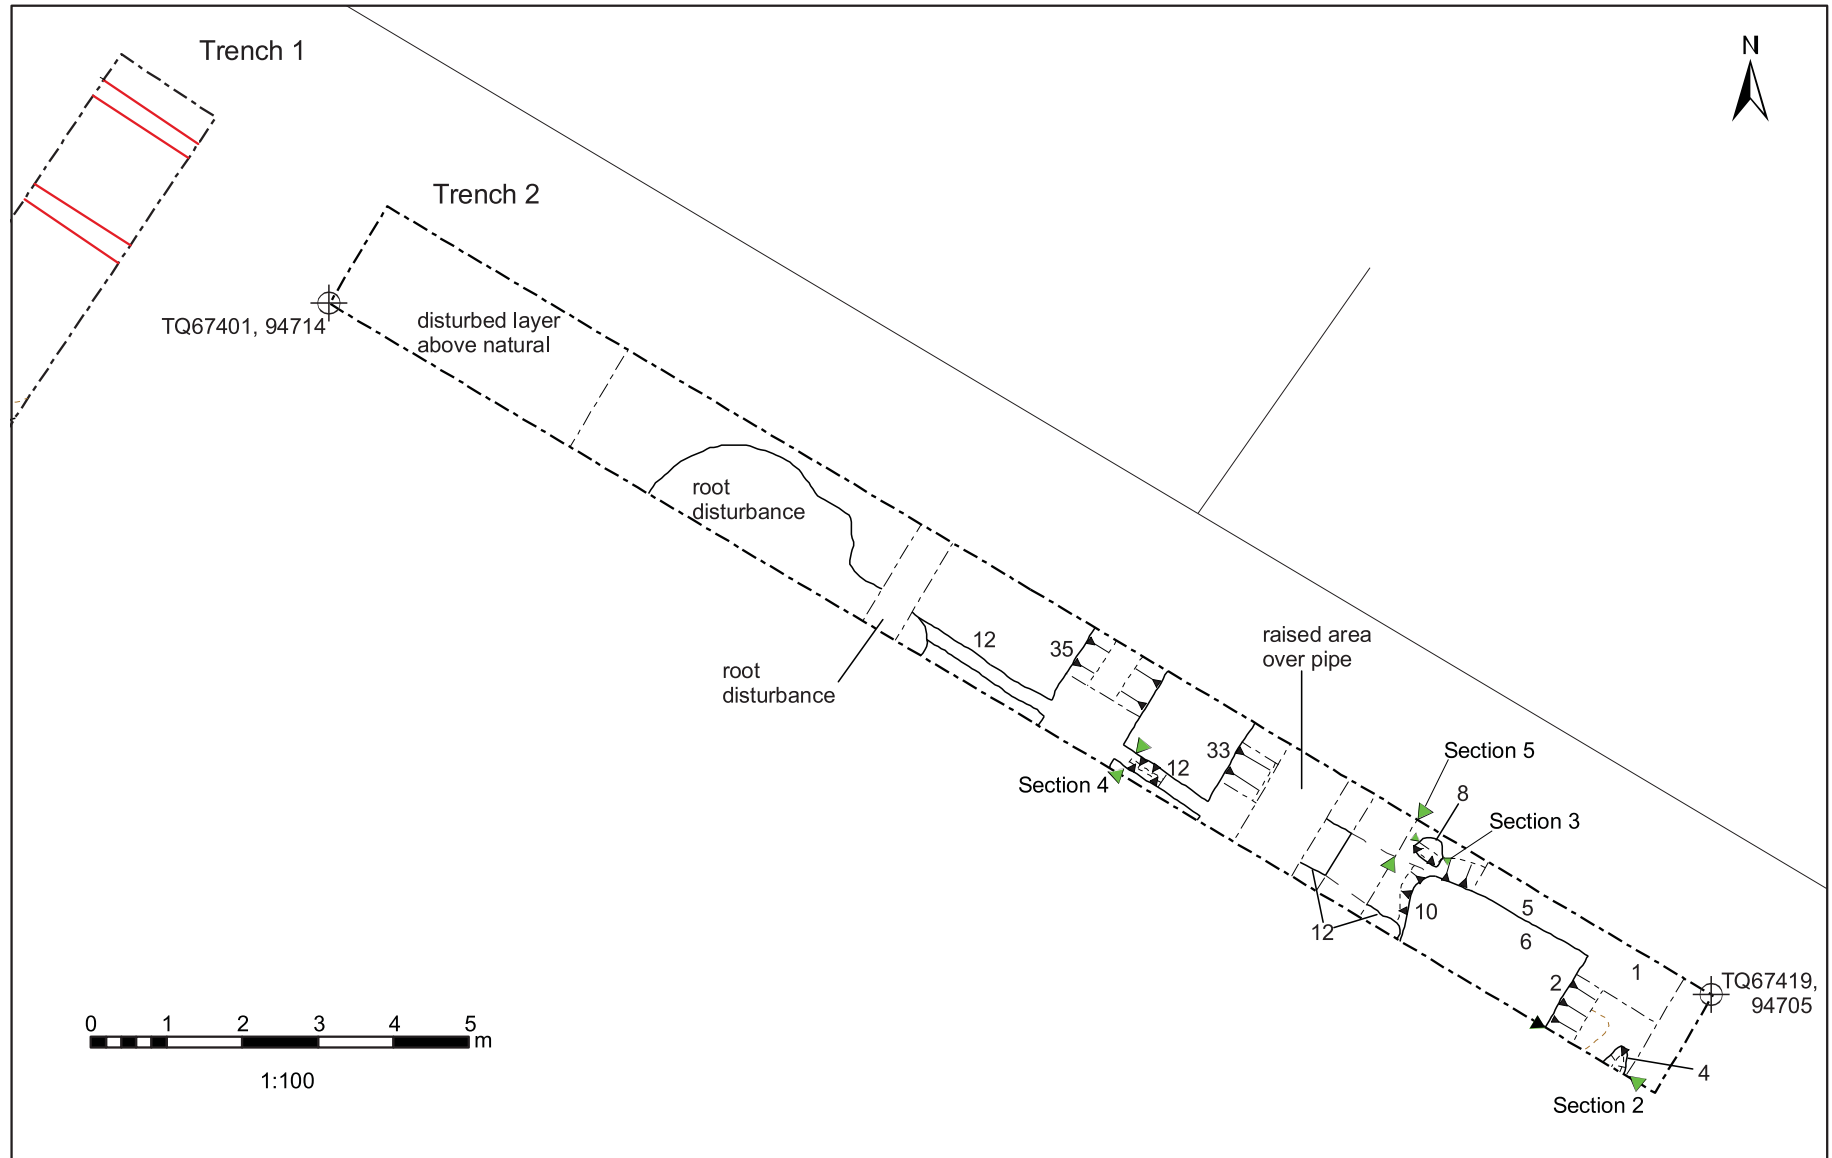 Trench 1
N
Trench 2
TQ67401, 94714
disturbed layer
above natural
root
disturbance
12
35
raised area
over pipe
root
disturbance
33
12
Section 4
Section 5
8
Section 3
5
10
12
6
1
2
TQ67419,
94705
4
Section 2
0 1 2 3 4 5
m
1:100